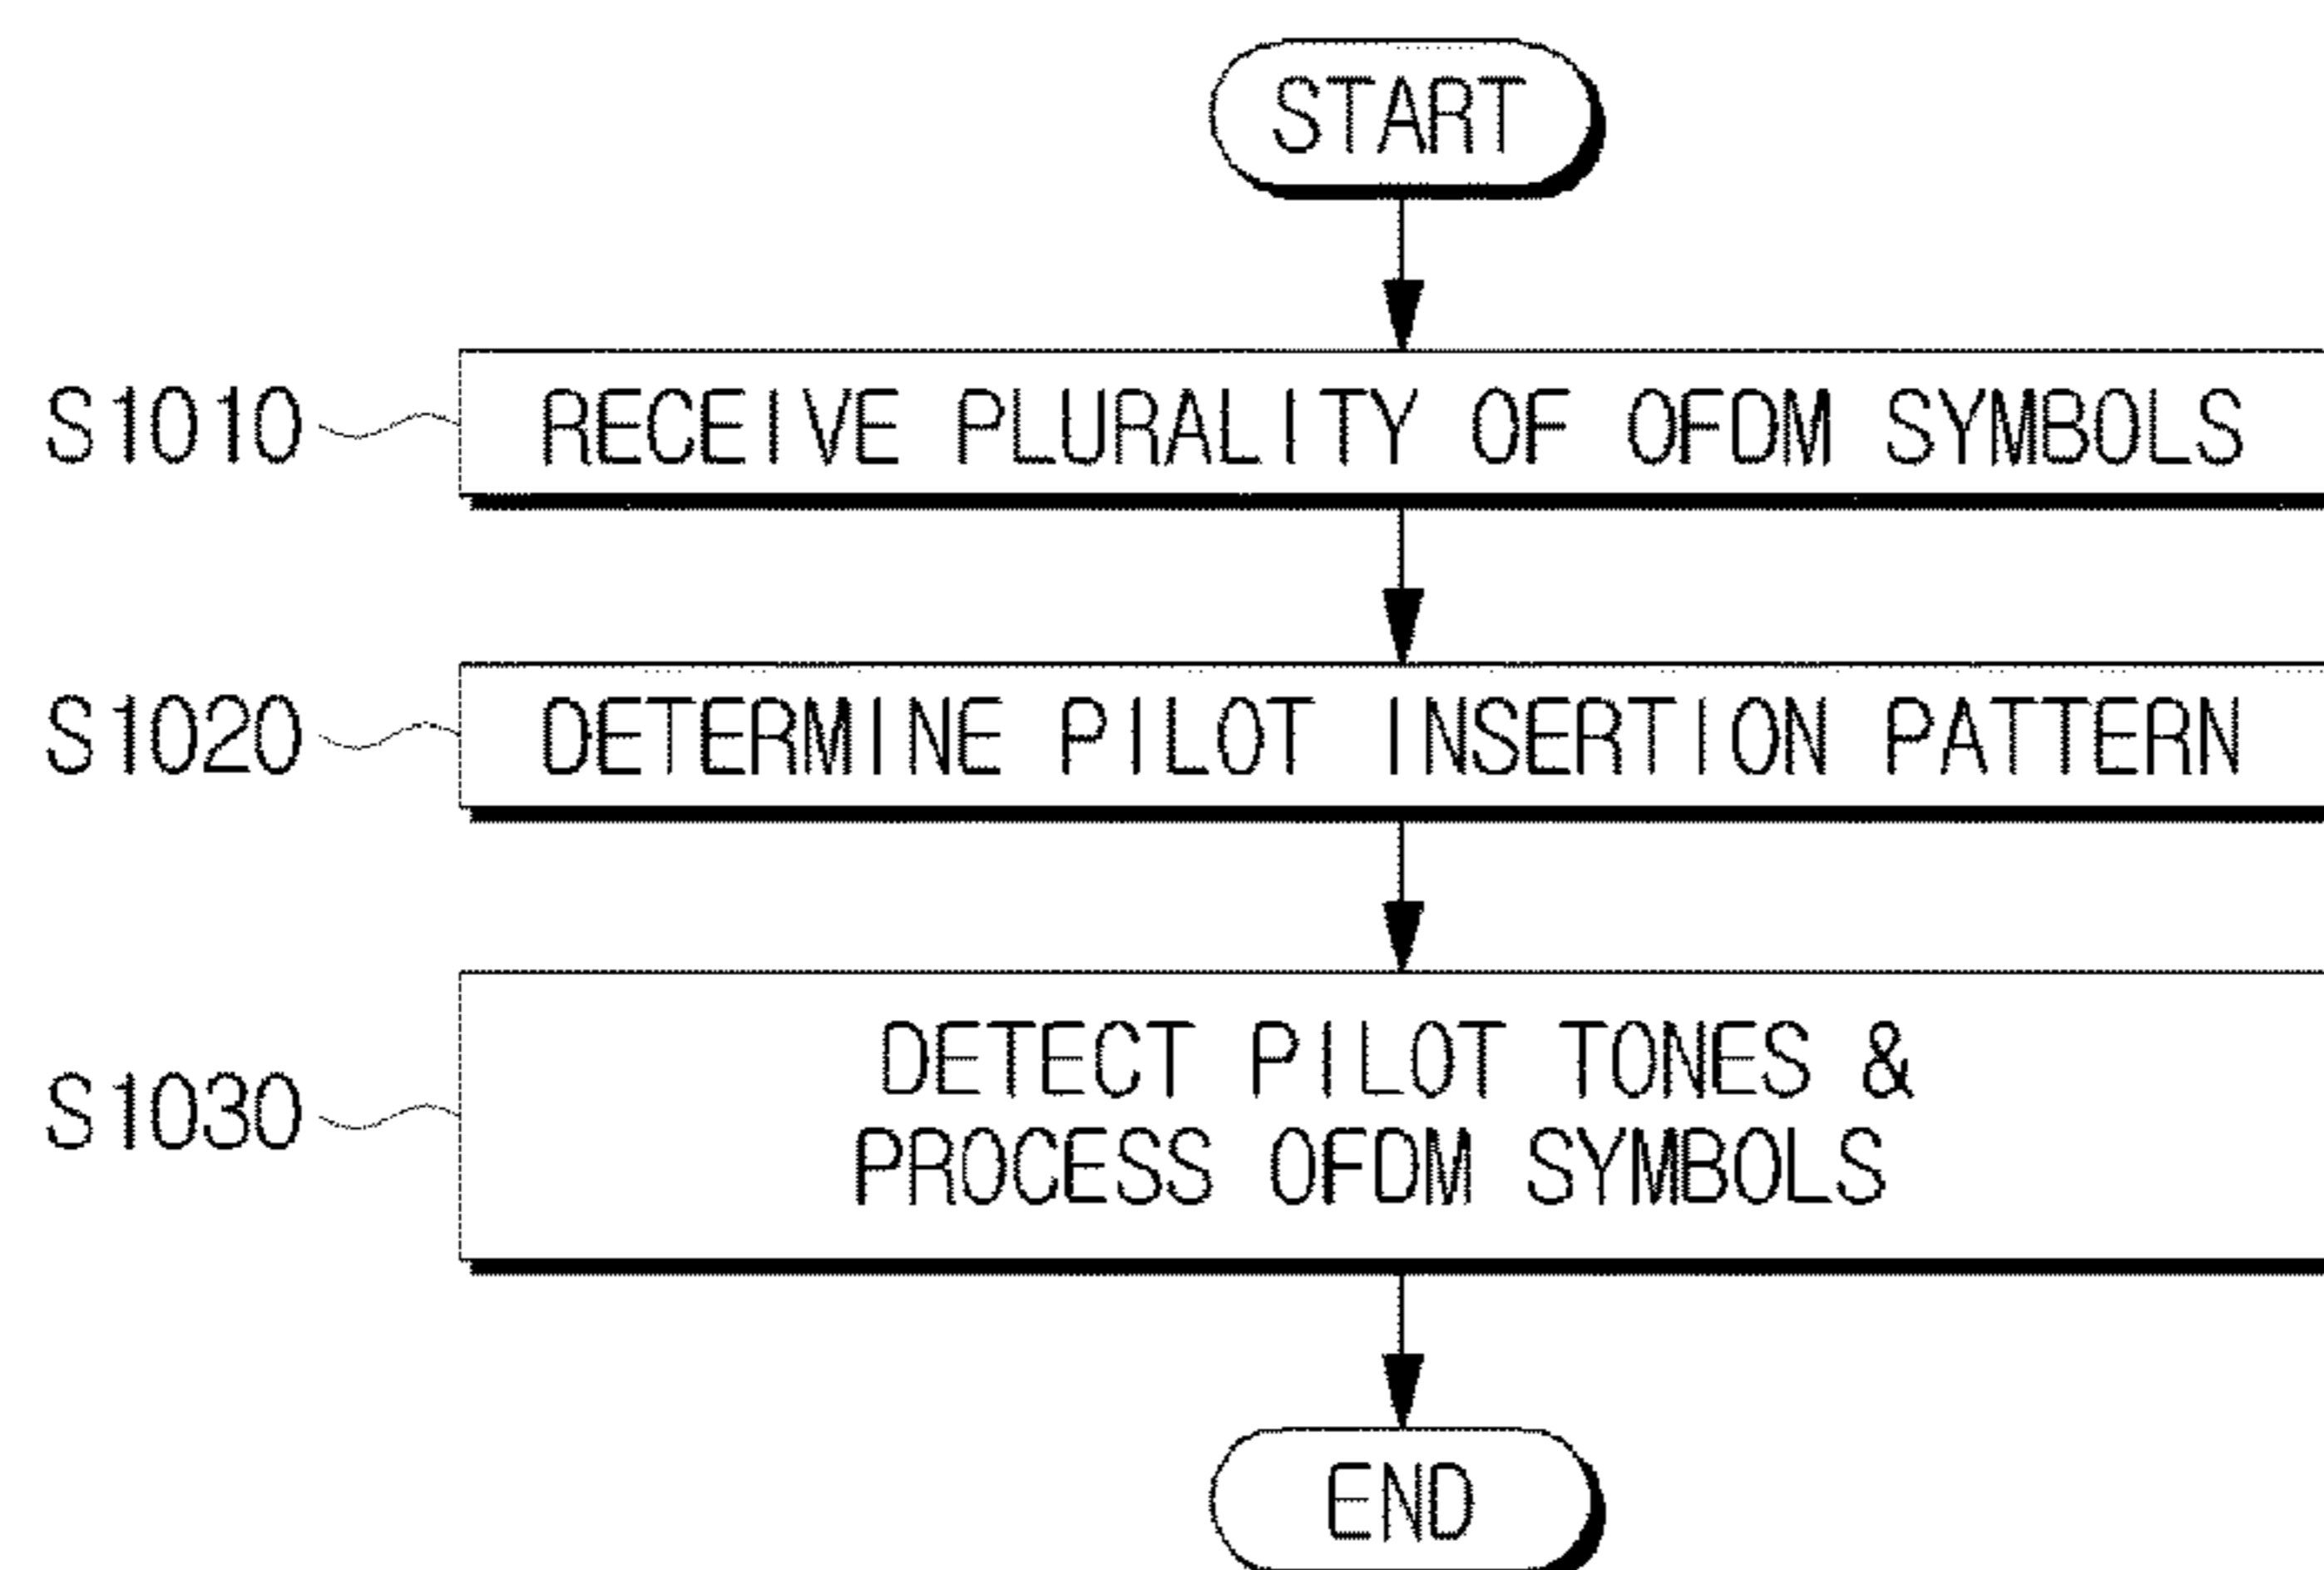 START
S1010 RECEIVE PLURALITY OF OFDM SYMBOLS
S1020 DETERMINE PILOT INSERTION PATTERN
S1030 DETECT PILOT TONES &
PROCESS OFDM SYMBOLS
END